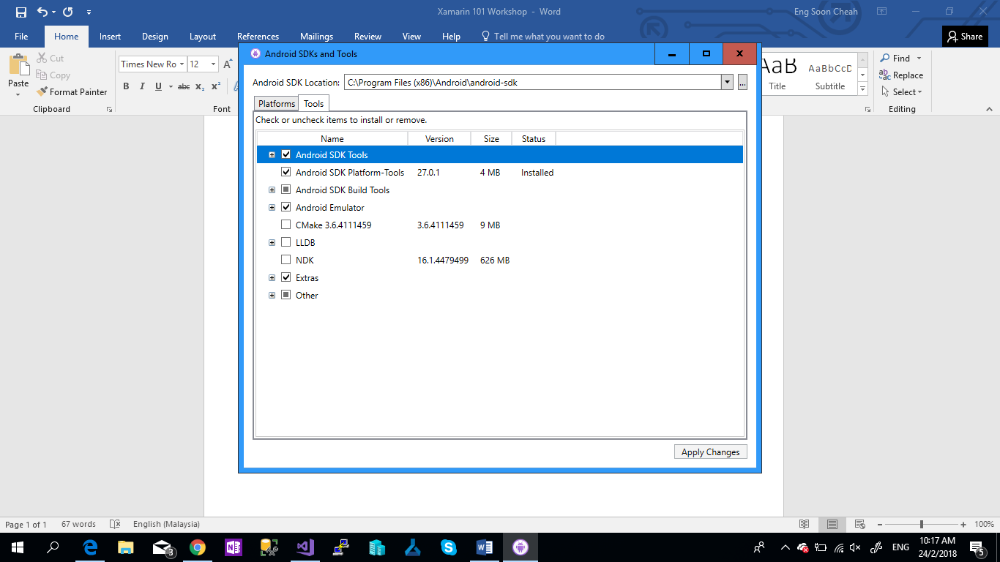 Xamarin 101 Workshop - Word
Eng Soon Cheah
File Home Insert Design Layout References Mailings Review View Help Tell me what you want to do Share
Paste
Cut
Copy
Format Painter
Clipboard
Times New Ro 12
B I U abc x₂ x²
Font
Title
AaBbCcD
Subtitle
Find
Replace
Select
Editing
Android SDKs and Tools
Android SDK Location: C:\Program Files (x86)\Android\android-sdk ...
Platforms Tools
Check or uncheck items to install or remove.
Name Version Size Status
Android SDK Tools
Android SDK Platform-Tools 27.0.1 4 MB Installed
Android SDK Build Tools
Android Emulator
CMake 3.6.4111459 3.6.4111459 9 MB
LLDB
NDK 16.1.4479499 626 MB
Extras
Other
Apply Changes
Page 1 of 1 67 words English (Malaysia) 100%
3
ENG
10:17 AM
24/2/2018
5